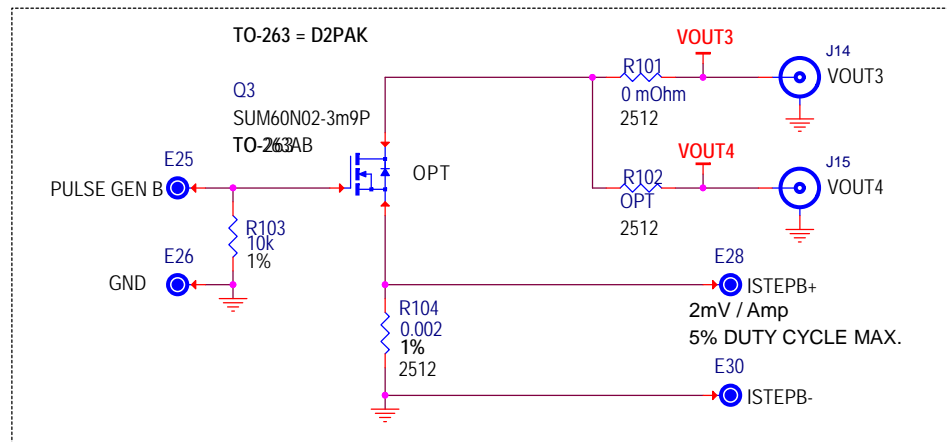 TO-263 = D2PAK
Q3
SUM60N02-3m9P
TO-263AB
OPT
E25
PULSE GEN B
R103
10k
1%
E26
GND
VOUT3
R101
0 mOhm
2512
J14
VOUT3
VOUT4
R102
OPT
2512
J15
VOUT4
R104
0.002
1%
2512
E28
ISTEPB+
2mV / Amp
5% DUTY CYCLE MAX.
E30
ISTEPB-